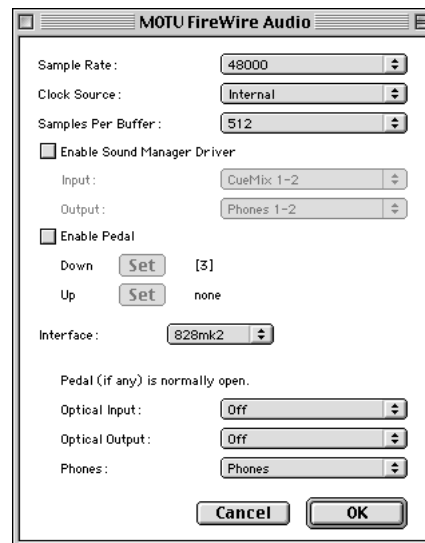 MOTU FireWire Audio
Sample Rate: 48000
Clock Source: Internal
Samples Per Buffer: 512
Enable Sound Manager Driver
Input: CueMix 1-2
Output: Phones 1-2
Enable Pedal
Down Set [3]
Up Set none
Interface: 828mk2
Pedal (if any) is normally open.
Optical Input: Off
Optical Output: Off
Phones: Phones
Cancel OK